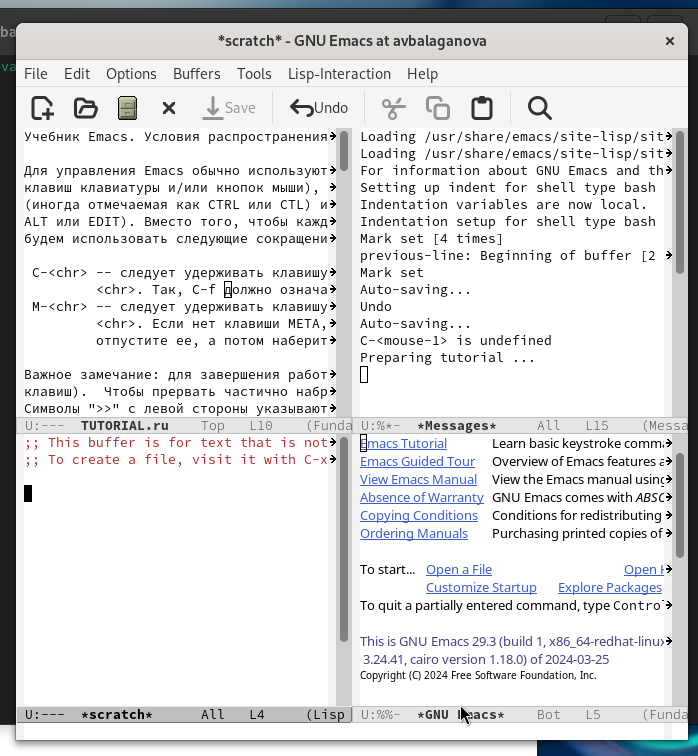 *scratch* - GNU Emacs at avbalaganova
File Edit Options Buffers Tools Lisp-Interaction Help
Save Undo
Учебник Emacs. Условия распространения
Для управления Emacs обычно используют
клавиш клавиатуры и/или кнопок мыши),
(иногда отмечаемая как CTRL или CTL) и
ALT или EDIT). Вместо того, чтобы кажд
будем использовать следующие сокращени
C-<chr> -- следует удерживать клавишу
<chr>. Так, C-f должно означа
M-<chr> -- следует удерживать клавишу
<chr>. Если нет клавиши META,
отпустите ее, а потом наберит
Важное замечание: для завершения работ
клавиш). Чтобы прервать частично набр
Символы ">>" с левой стороны указывают
U:--- TUTORIAL.ru Top L10 (Funda
Loading /usr/share/emacs/site-lisp/sit
Loading /usr/share/emacs/site-lisp/sit
For information about GNU Emacs and th
Setting up indent for shell type bash
Indentation variables are now local.
Indentation setup for shell type bash
Mark set [4 times]
previous-line: Beginning of buffer [2
Mark set
Auto-saving...
Undo
Auto-saving...
C-<mouse-1> is undefined
Preparing tutorial ...
U:%*- *Messages* All L15 (Messa
;; This buffer is for text that is not
;; To create a file, visit it with C-x
U:--- *scratch* All L4 (Lisp
Emacs Tutorial Learn basic keystroke comma
Emacs Guided Tour Overview of Emacs features a
View Emacs Manual View the Emacs manual using
Absence of Warranty GNU Emacs comes with ABSO
Copying Conditions Conditions for redistributing
Ordering Manuals Purchasing printed copies of
To start... Open a File Open H
Customize Startup Explore Packages
To quit a partially entered command, type Contro
This is GNU Emacs 29.3 (build 1, x86_64-redhat-linux
3.24.41, cairo version 1.18.0) of 2024-03-25
Copyright (C) 2024 Free Software Foundation, Inc.
U:%%- *GNU Emacs* Bot L5 (Funda